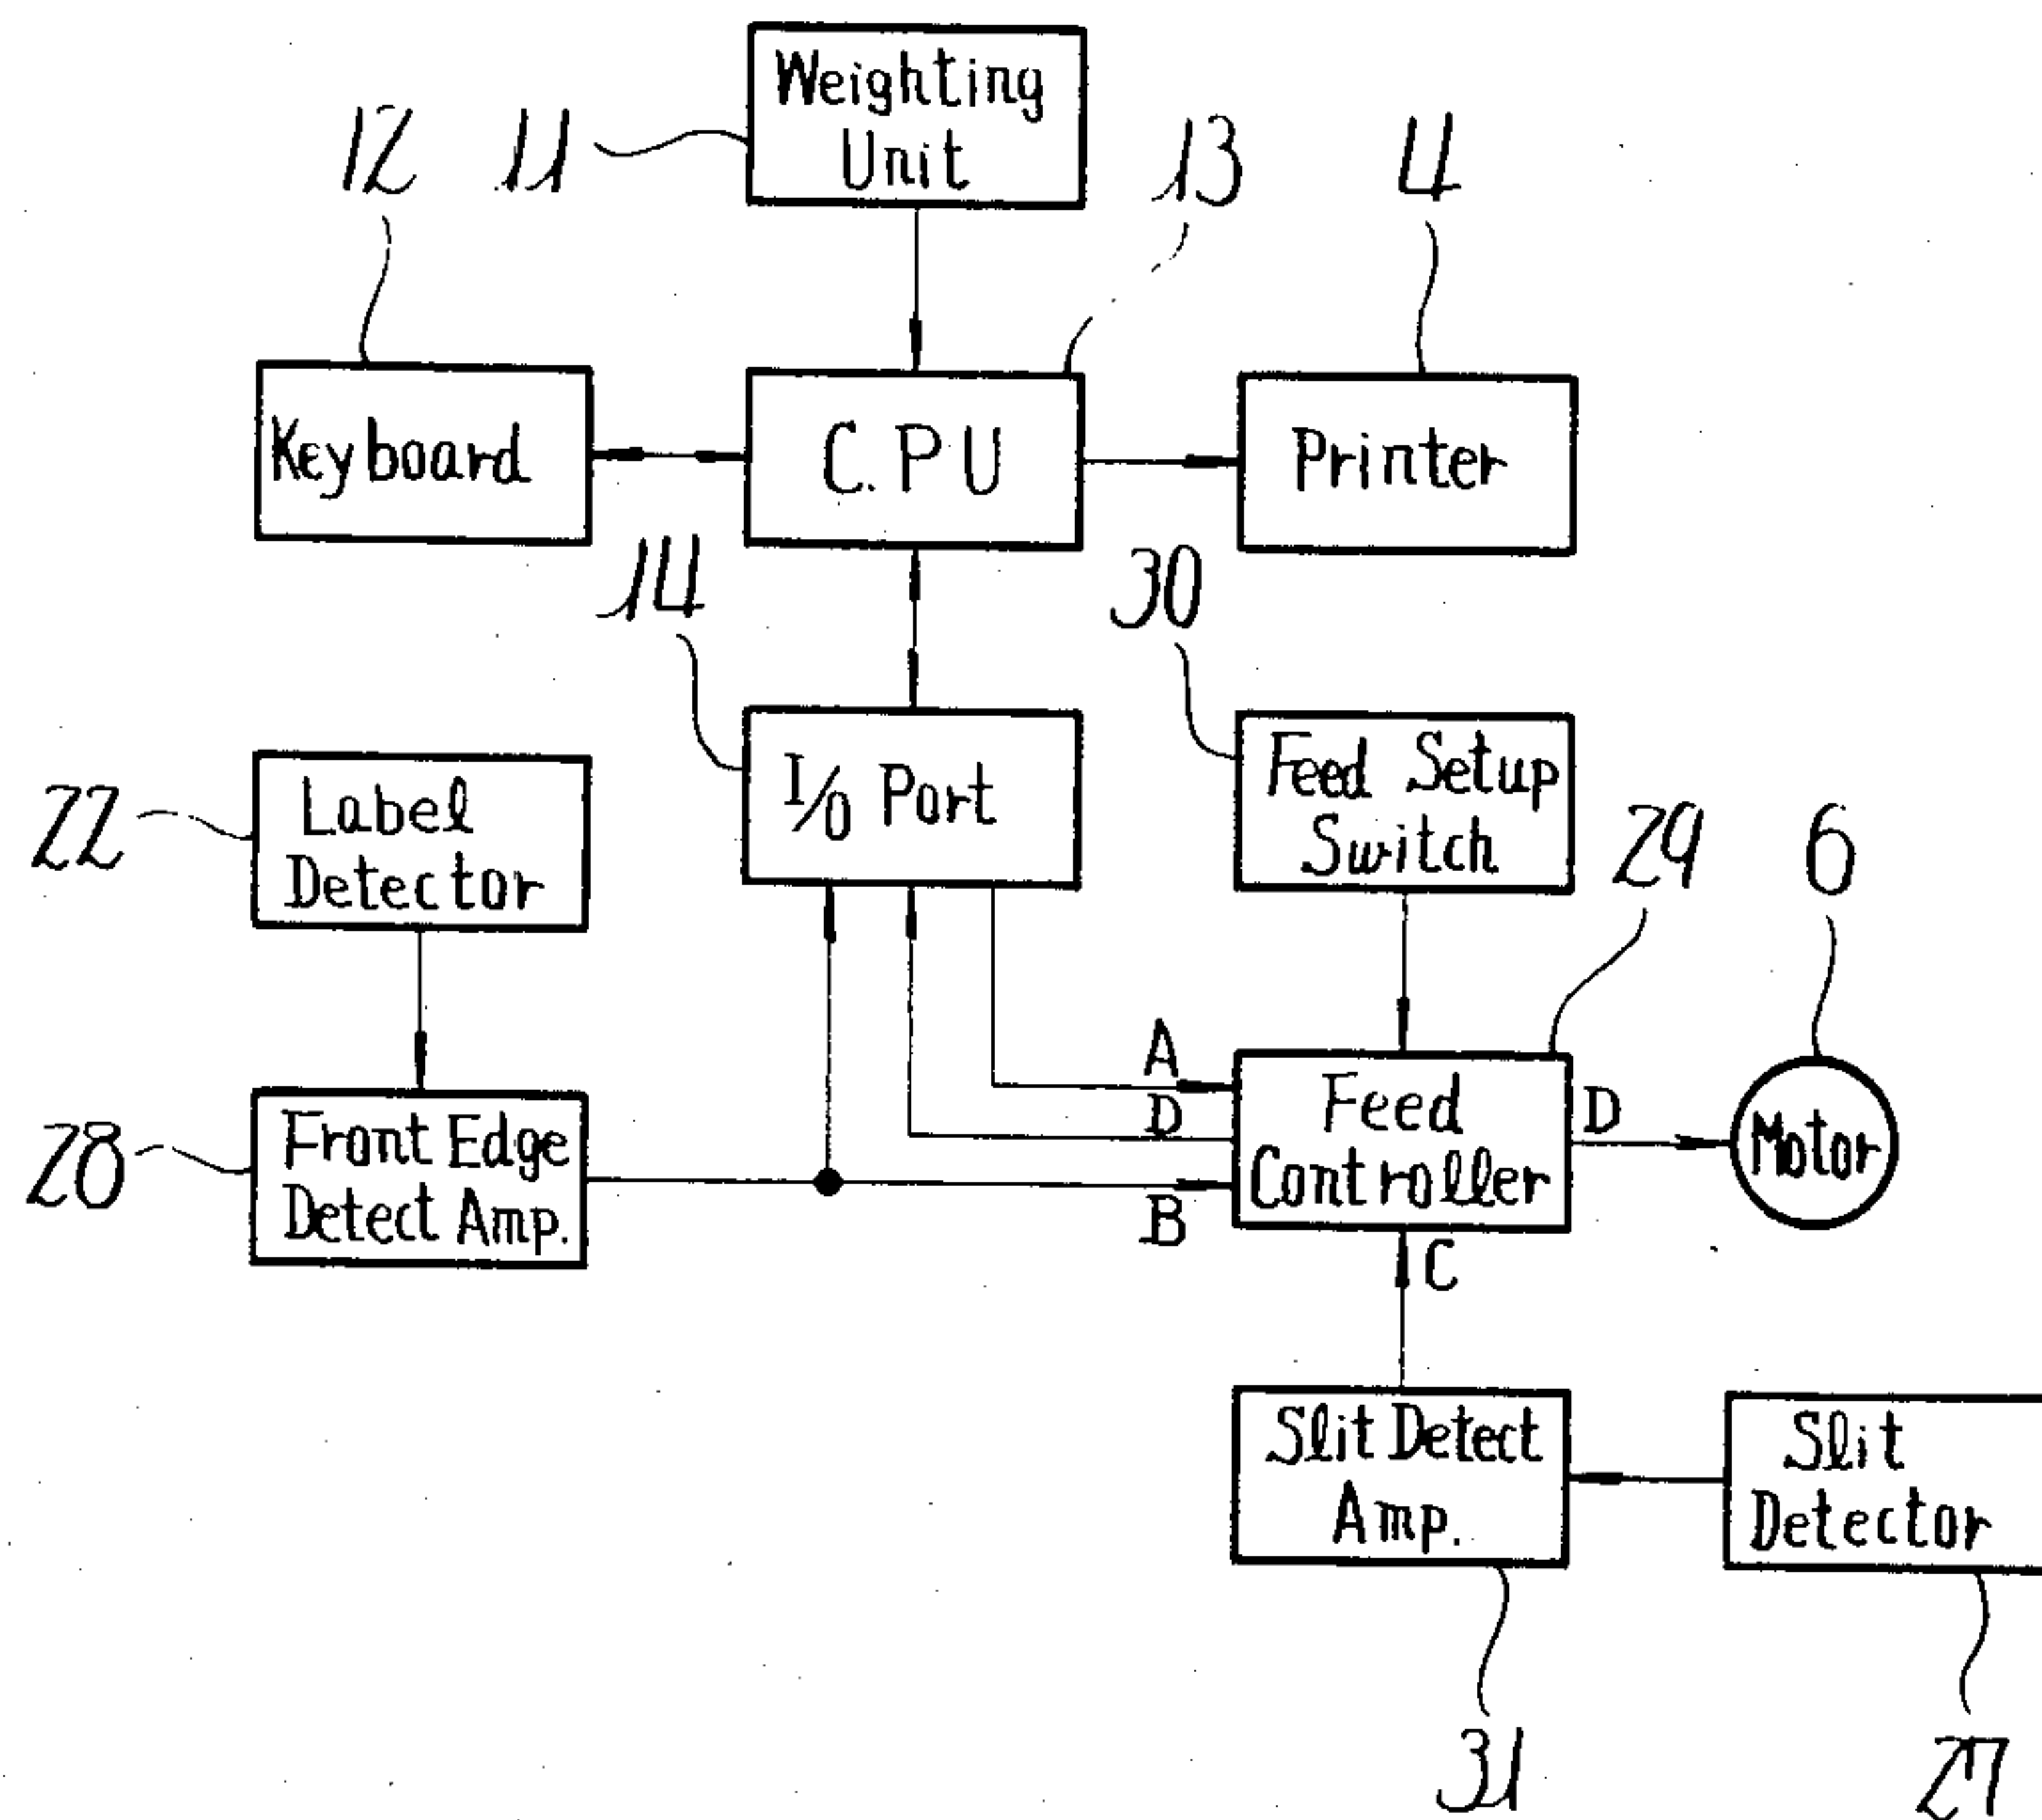 Weighting
Unit
12
11
13
4
Keyboard
C.PU
Printer
14
30
I/O Port
Feed Setup
Switch
Label
Detector
22
29
6
A
D
B
C
D
Feed
Controller
Motor
28
Front Edge
Detect Amp.
Slit Detect
Amp.
Slit
Detector
31
27